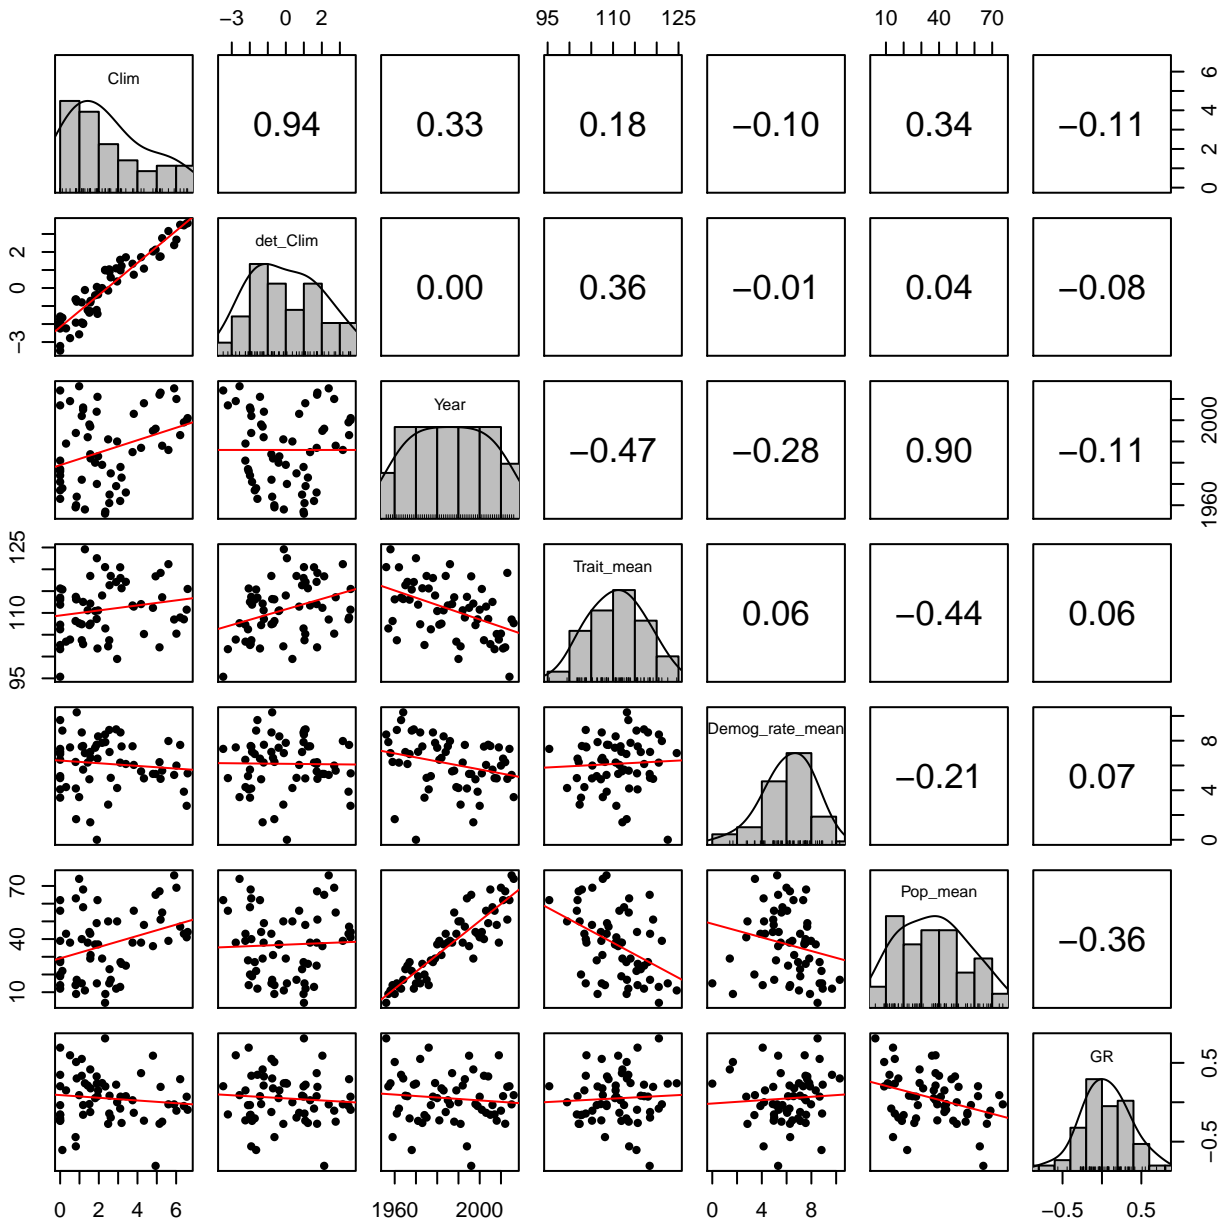 −3 0 2 95 110 125 10 40 70
Clim 0.94 0.33 0.18 −0.10 0.34 −0.11 0 2 4 6
−3 0 2 det_Clim 0.00 0.36 −0.01 0.04 −0.08
Year −0.47 −0.28 0.90 −0.11 1960 2000
95 110 125 Trait_mean 0.06 −0.44 0.06
Demog_rate_mean −0.21 0.07 0 4 8
10 40 70 Pop_mean −0.36
GR −0.5 0.5
0 2 4 6 1960 2000 0 4 8 −0.5 0.5